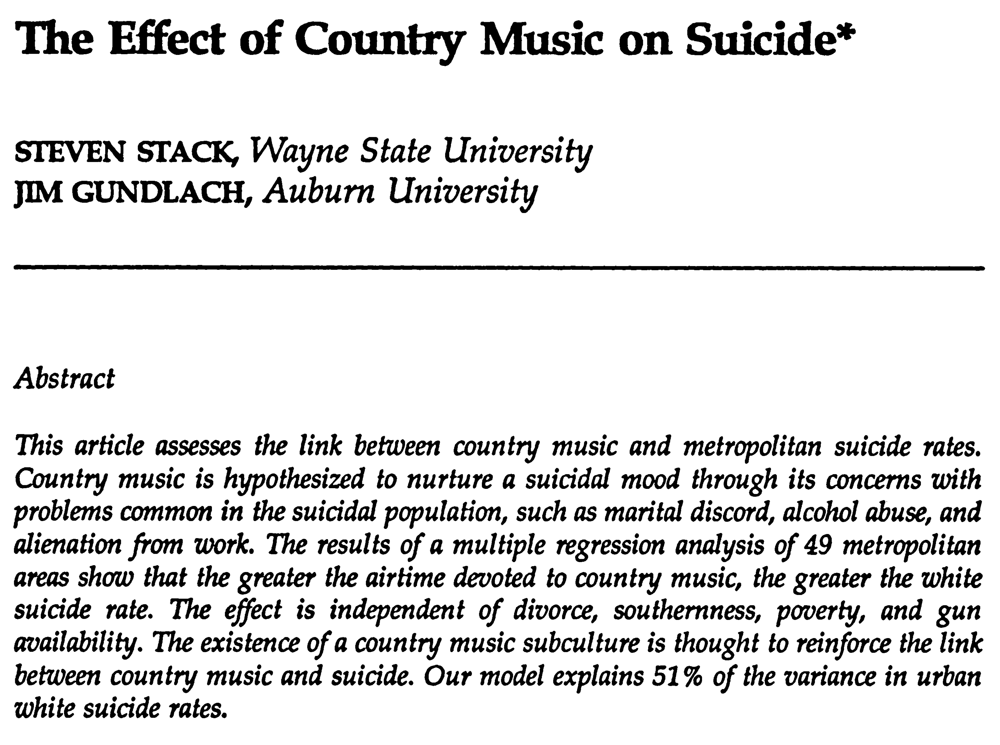 The Effect of Country Music on Suicide*
STEVEN STACK, Wayne State University
JIM GUNDLACH, Auburn University
Abstract
This article assesses the link between country music and metropolitan suicide rates.
Country music is hypothesized to nurture a suicidal mood through its concerns with
problems common in the suicidal population, such as marital discord, alcohol abuse, and
alienation from work. The results of a multiple regression analysis of 49 metropolitan
areas show that the greater the airtime devoted to country music, the greater the white
suicide rate. The effect is independent of divorce, southernness, poverty, and gun
availability. The existence of a country music subculture is thought to reinforce the link
between country music and suicide. Our model explains 51% of the variance in urban
white suicide rates.